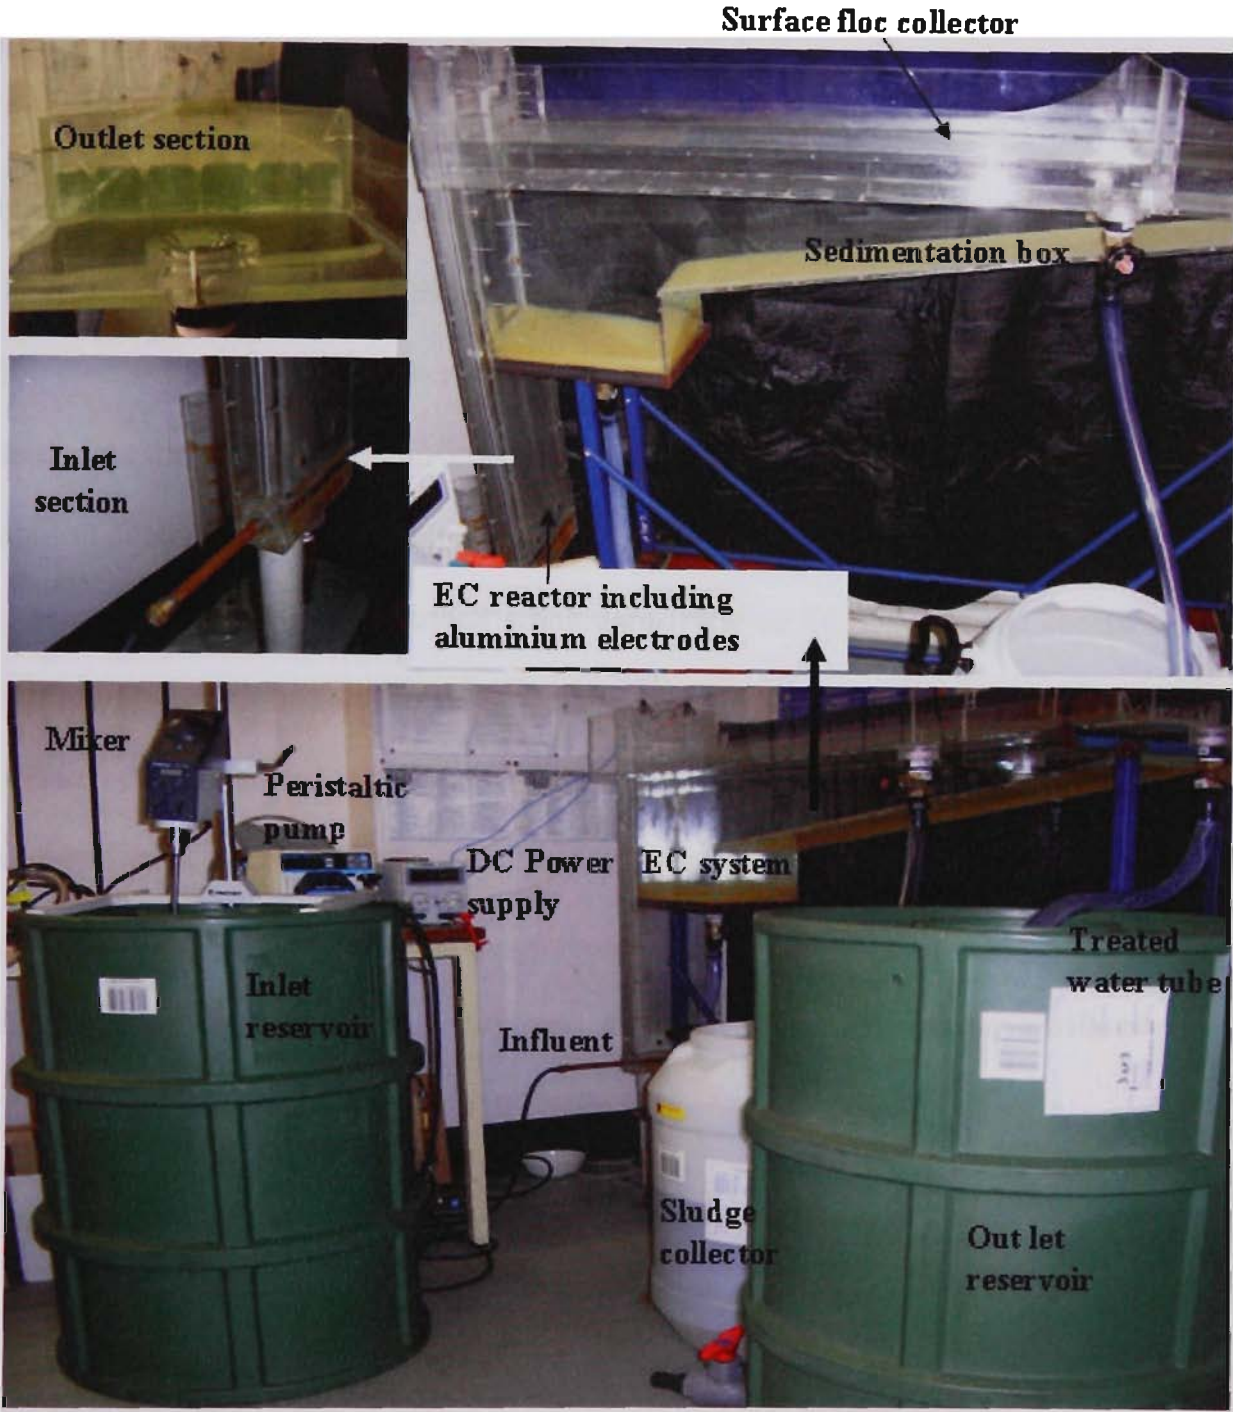 Surface floc collector
Outlet section
Sedimentation box
Inlet
section
EC reactor including
aluminium electrodes
Mixer
Peristaltic
pump
DC Power
supply
EC system
Inlet
reservoir
Treated
water tube
Influent
Sludge
collector
Out let
reservoir